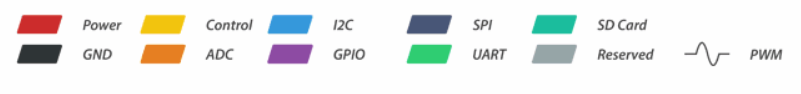 Power Control I2C SPI SD Card
GND ADC GPIO UART Reserved PWM